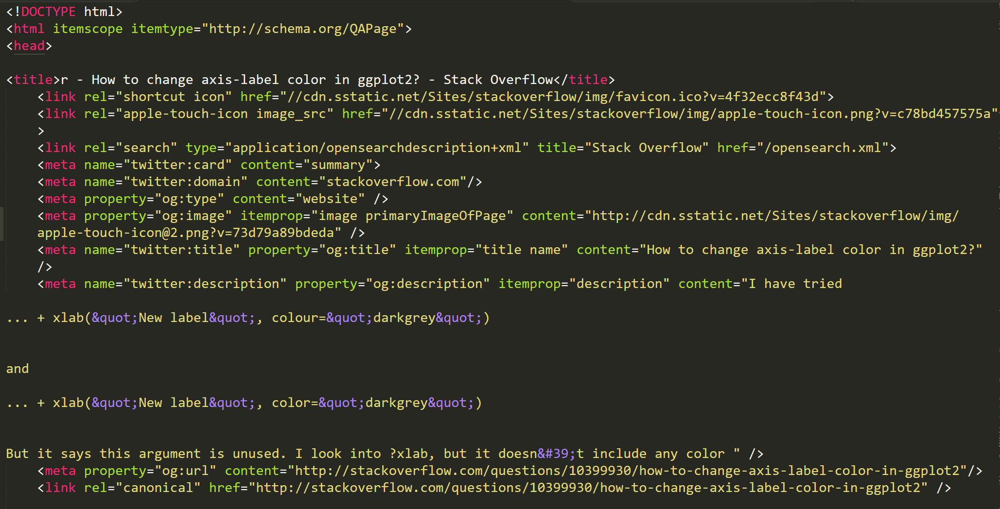 <!DOCTYPE html>
<html itemscope itemtype="http://schema.org/QAPage">
<head>
<title>r - How to change axis-label color in ggplot2? - Stack Overflow</title>
<link rel="shortcut icon" href="//cdn.sstatic.net/Sites/stackoverflow/img/favicon.ico?v=4f32ecc8f43d">
<link rel="apple-touch-icon image_src" href="//cdn.sstatic.net/Sites/stackoverflow/img/apple-touch-icon.png?v=c78bd457575a"
>
<link rel="search" type="application/opensearchdescription+xml" title="Stack Overflow" href="/opensearch.xml">
<meta name="twitter:card" content="summary">
<meta name="twitter:domain" content="stackoverflow.com"/>
<meta property="og:type" content="website" />
<meta property="og:image" itemprop="image primaryImageOfPage" content="http://cdn.sstatic.net/Sites/stackoverflow/img/
apple-touch-icon@2.png?v=73d79a89bdeda" />
<meta name="twitter:title" property="og:title" itemprop="title name" content="How to change axis-label color in ggplot2?"
/>
<meta name="twitter:description" property="og:description" itemprop="description" content="I have tried
... + xlab(&quot;New label&quot;, colour=&quot;darkgrey&quot;)
and
... + xlab(&quot;New label&quot;, color=&quot;darkgrey&quot;)
But it says this argument is unused. I look into ?xlab, but it doesn&#39;t include any color " />
<meta property="og:url" content="http://stackoverflow.com/questions/10399930/how-to-change-axis-label-color-in-ggplot2"/>
<link rel="canonical" href="http://stackoverflow.com/questions/10399930/how-to-change-axis-label-color-in-ggplot2" />